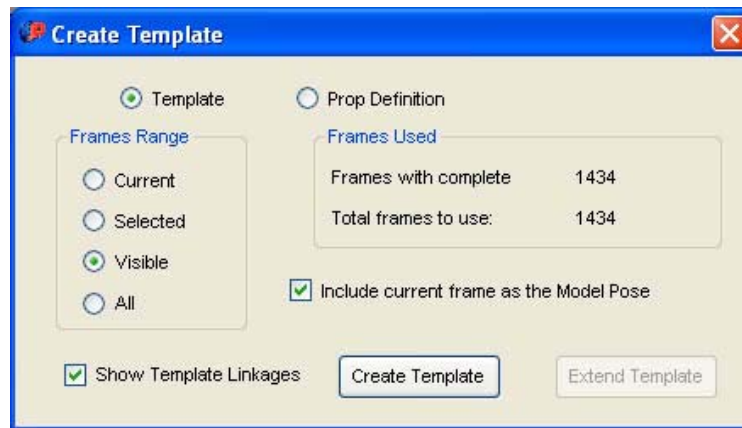 Create Template
Template Prop Definition
Frames Range
Current
Selected
Visible
All
Frames Used
Frames with complete 1434
Total frames to use: 1434
Include current frame as the Model Pose
Show Template Linkages
Create Template
Extend Template